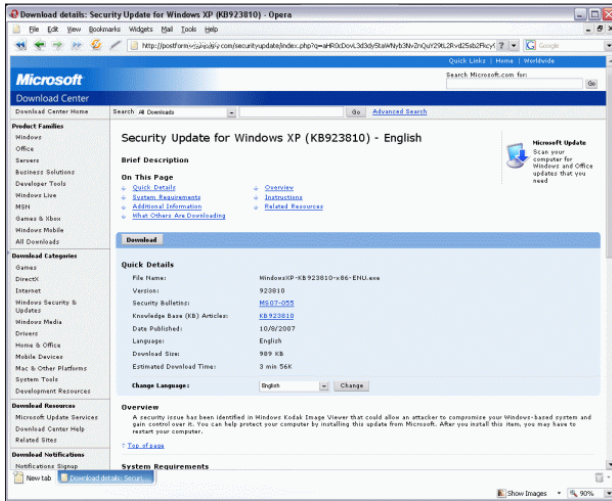 Download details: Security Update for Windows XP (KB923810) - Opera
File Edit View Bookmarks Widgets Mail Tools Help
Google
Quick Links | Home | Worldwide
Microsoft
Search Microsoft.com for:
Go
Download Center
Download Center Home
Search All Downloads Go Advanced Search
Product Families
Windows
Office
Servers
Business Solutions
Developer Tools
Windows Live
MSN
Games & Xbox
Windows Mobile
All Downloads
Download Categories
Games
DirectX
Internet
Windows Security & Updates
Windows Media
Drivers
Home & Office
Mobile Devices
Mac & Other Platforms
System Tools
Development Resources
Download Resources
Microsoft Update Services
Download Center Help
Related Sites
Download Notifications
Notifications Signup
Security Update for Windows XP (KB923810) - English
Brief Description
On This Page
Quick Details
Overview
System Requirements
Instructions
Additional Information
Related Resources
What Others Are Downloading
Microsoft Update
Scan your
computer for
Windows and Office
updates that you
need
Download
Quick Details
File Name: WindowsXP-KB923810-x86-ENU.exe
Version: 923810
Security Bulletins: MS07-055
Knowledge Base (KB) Articles: KB923810
Date Published: 10/8/2007
Language: English
Download Size: 989 KB
Estimated Download Time: 3 min 56K
Change Language: English Change
Overview
A security issue has been identified in Windows Kodak Image Viewer that could allow an attacker to compromise your Windows-based system and
gain control over it. You can help protect your computer by installing this update from Microsoft. After you install this item, you may have to
restart your computer.
Top of page
System Requirements
New tab
Download details: Securi...
Show Images
90%